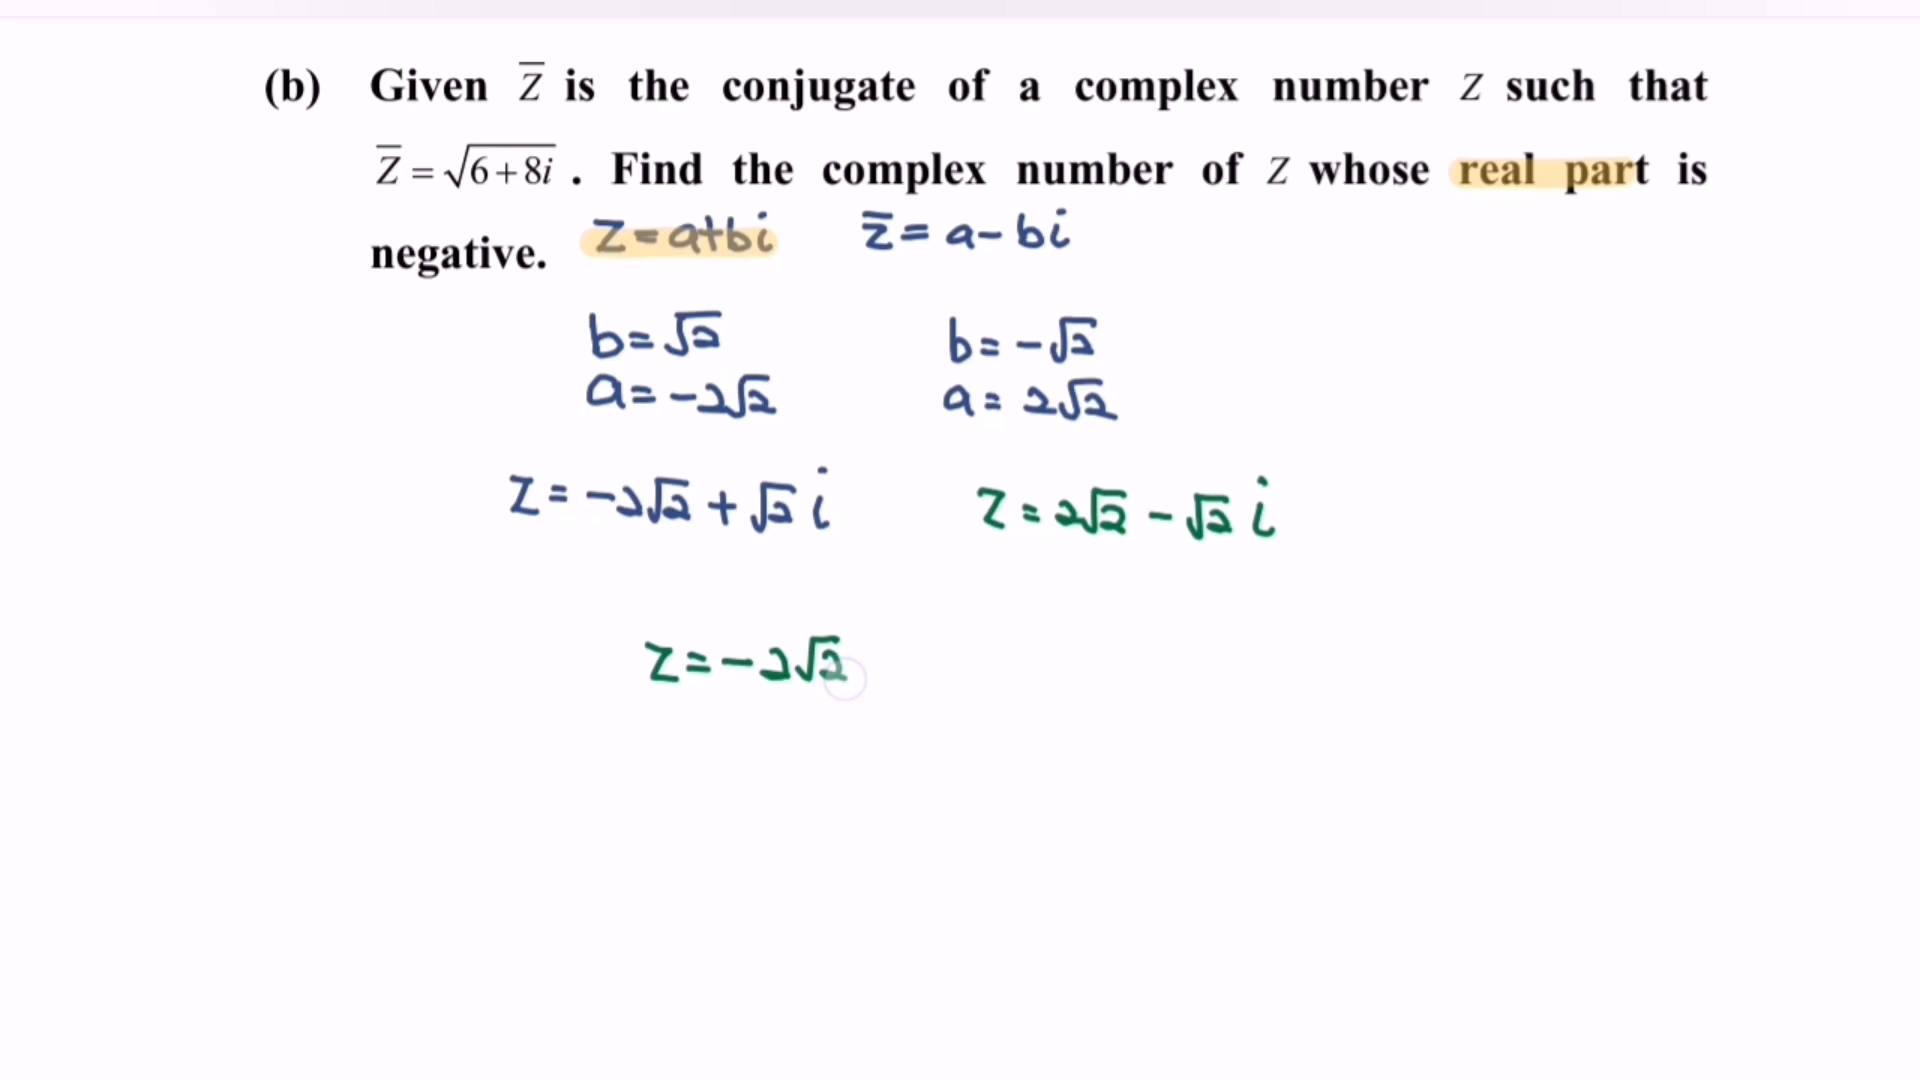 (b) Given Z̅ is the conjugate of a complex number Z such that
Z̅ = √(6+8i) . Find the complex number of Z whose real part is
negative. z = a+bi z̅ = a - bi
b = √2 b = -√2
a = -2√2 a = 2√2
z = -2√2 + √2 i z = 2√2 - √2 i
z = -2√2